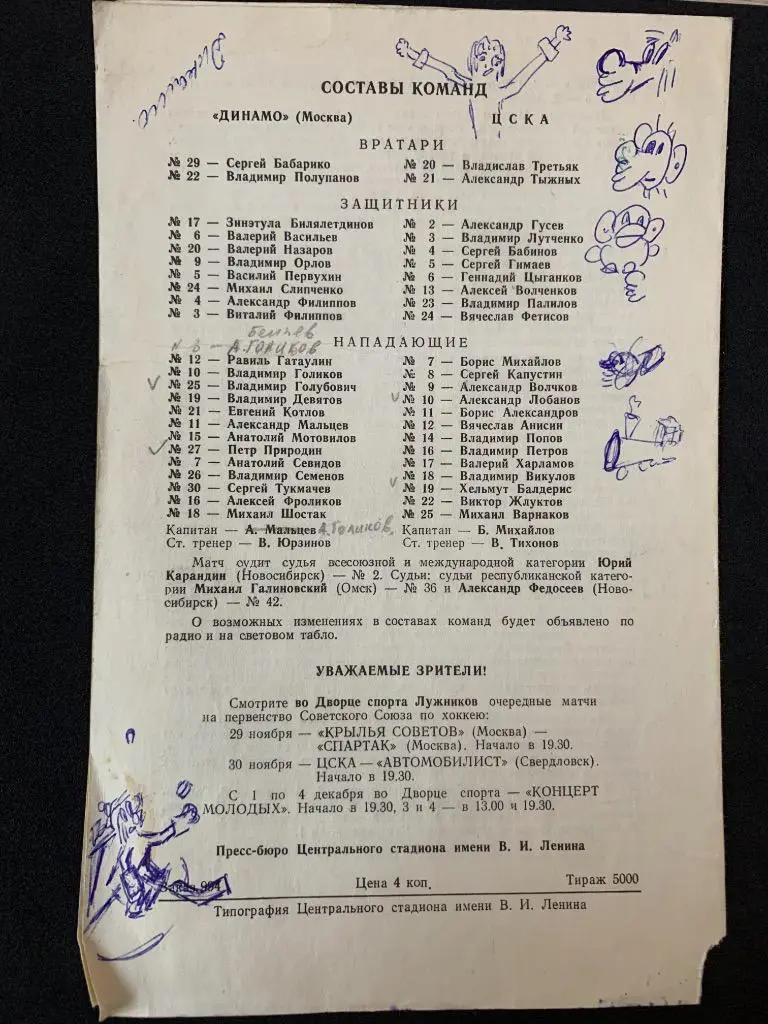 СОСТАВЫ КОМАНД
«ДИНАМО» (Москва) ЦСКА
ВРАТАРИ
№ 29 — Сергей Бабарико № 20 — Владислав Третьяк
№ 22 — Владимир Полупанов № 21 — Александр Тыжных
ЗАЩИТНИКИ
№ 17 — Зинэтула Билялетдинов № 2 — Александр Гусев
№ 6 — Валерий Васильев № 3 — Владимир Лутченко
№ 20 — Валерий Назаров № 4 — Сергей Бабинов
№ 9 — Владимир Орлов № 5 — Сергей Гимаев
№ 5 — Василий Первухин № 6 — Геннадий Цыганков
№ 24 — Михаил Слипченко № 13 — Алексей Волченков
№ 4 — Александр Филиппов № 23 — Владимир Палилов
№ 3 — Виталий Филиппов № 24 — Вячеслав Фетисов
№ 8 — А.Голиков НАПАДАЮЩИЕ
№ 12 — Равиль Гатаулин № 7 — Борис Михайлов
№ 10 — Владимир Голиков № 8 — Сергей Капустин
№ 25 — Владимир Голубович № 9 — Александр Волчков
№ 19 — Владимир Девятов № 10 — Александр Лобанов
№ 21 — Евгений Котлов № 11 — Борис Александров
№ 11 — Александр Мальцев № 12 — Вячеслав Анисин
№ 15 — Анатолий Мотовилов № 14 — Владимир Попов
№ 27 — Петр Природин № 16 — Владимир Петров
№ 7 — Анатолий Севидов № 17 — Валерий Харламов
№ 26 — Владимир Семенов № 18 — Владимир Викулов
№ 30 — Сергей Тукмачев № 19 — Хельмут Балдерис
№ 16 — Алексей Фроликов № 22 — Виктор Жлуктов
№ 18 — Михаил Шостак № 25 — Михаил Варнаков
Капитан — А. Мальцев А.Голиков, Капитан — Б. Михайлов
Ст. тренер — В. Юрзинов Ст. тренер — В. Тихонов
Матч судит судья всесоюзной и международной категории Юрий
Карандин (Новосибирск) — № 2. Судьи: судьи республиканской катего-
рии Михаил Галиновский (Омск) — № 36 и Александр Федосеев (Ново-
сибирск) — № 42.
О возможных изменениях в составах команд будет объявлено по
радио и на световом табло.
УВАЖАЕМЫЕ ЗРИТЕЛИ!
Смотрите во Дворце спорта Лужников очередные матчи
на первенство Советского Союза по хоккею:
29 ноября — «КРЫЛЬЯ СОВЕТОВ» (Москва) —
«СПАРТАК» (Москва). Начало в 19.30.
30 ноября — ЦСКА — «АВТОМОБИЛИСТ» (Свердловск).
Начало в 19.30.
С 1 по 4 декабря во Дворце спорта — «КОНЦЕРТ
МОЛОДЫХ». Начало в 19.30, 3 и 4 — в 13.00 и 19.30.
Пресс-бюро Центрального стадиона имени В. И. Ленина
Заказ 994 Цена 4 коп. Тираж 5000
Типография Центрального стадиона имени В. И. Ленина